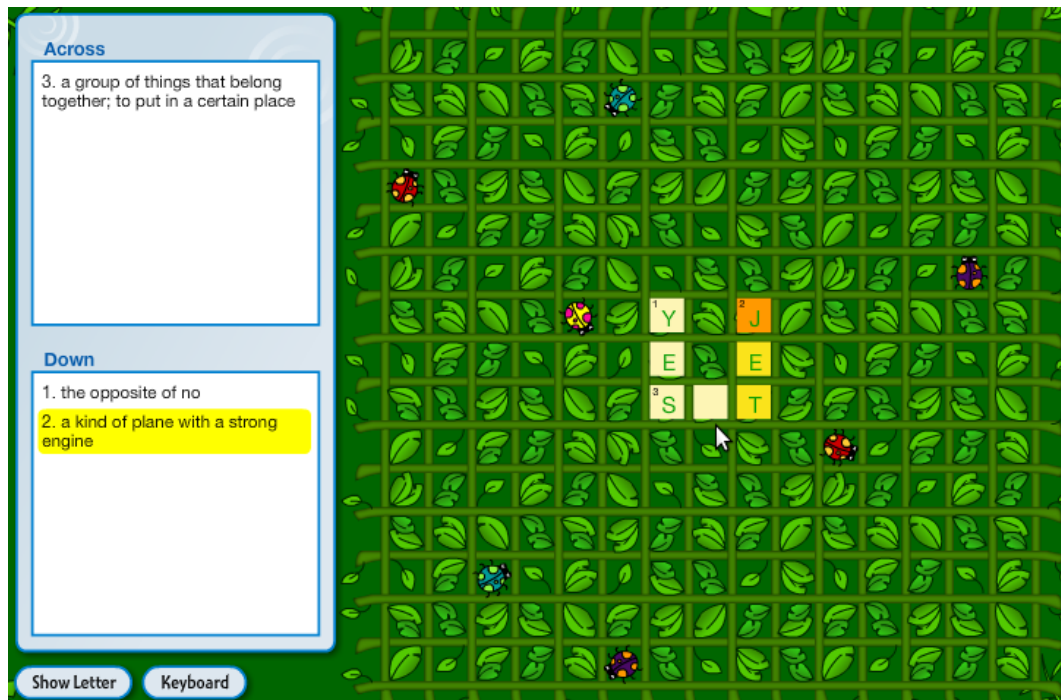 Across
3. a group of things that belong
together; to put in a certain place
Down
1. the opposite of no
2. a kind of plane with a strong
engine
1 Y 2 J
E E
3 S T
Show Letter Keyboard